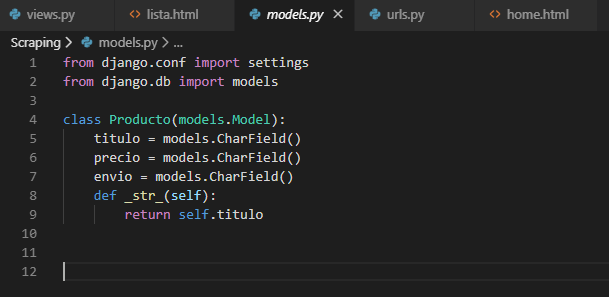 views.py lista.html models.py urls.py home.html
Scraping > models.py > ...
1 from django.conf import settings
2 from django.db import models
3
4 class Producto(models.Model):
5     titulo = models.CharField()
6     precio = models.CharField()
7     envio = models.CharField()
8     def _str_(self):
9         return self.titulo
10
11
12